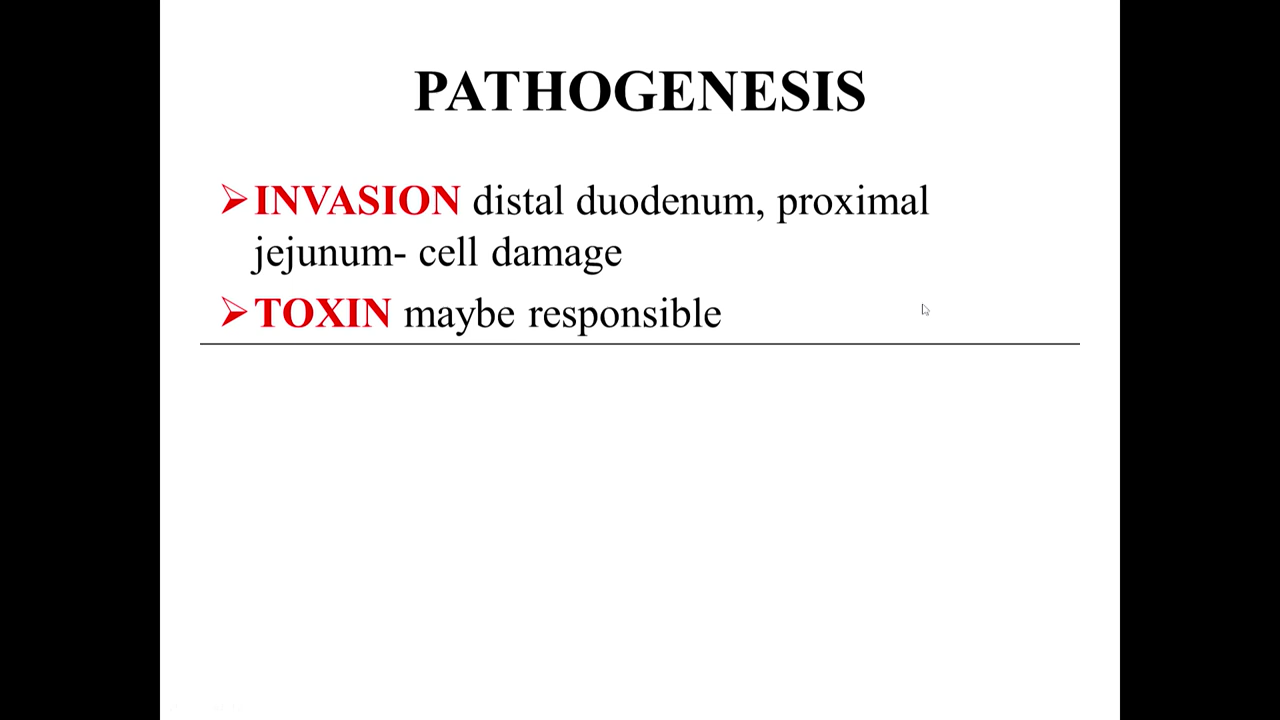 PATHOGENESIS
➢INVASION distal duodenum, proximal
jejunum- cell damage
➢TOXIN maybe responsible